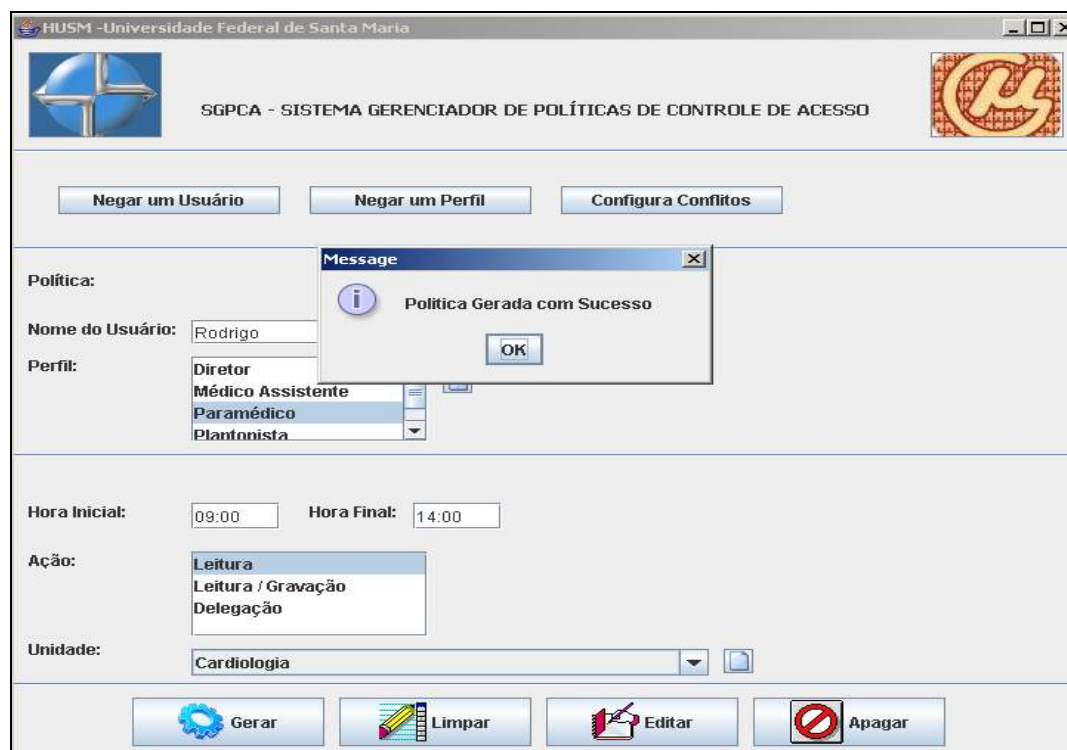 HUSM -Universidade Federal de Santa Maria
SGPCA - SISTEMA GERENCIADOR DE POLÍTICAS DE CONTROLE DE ACESSO
Negar um Usuário Negar um Perfil Configura Conflitos
Message
Politica Gerada com Sucesso
OK
Política:
Nome do Usuário: Rodrigo
Perfil: Diretor
Médico Assistente
Paramédico
Plantonista
Hora Inicial: 09:00 Hora Final: 14:00
Ação: Leitura
Leitura / Gravação
Delegação
Unidade: Cardiologia
Gerar Limpar Editar Apagar